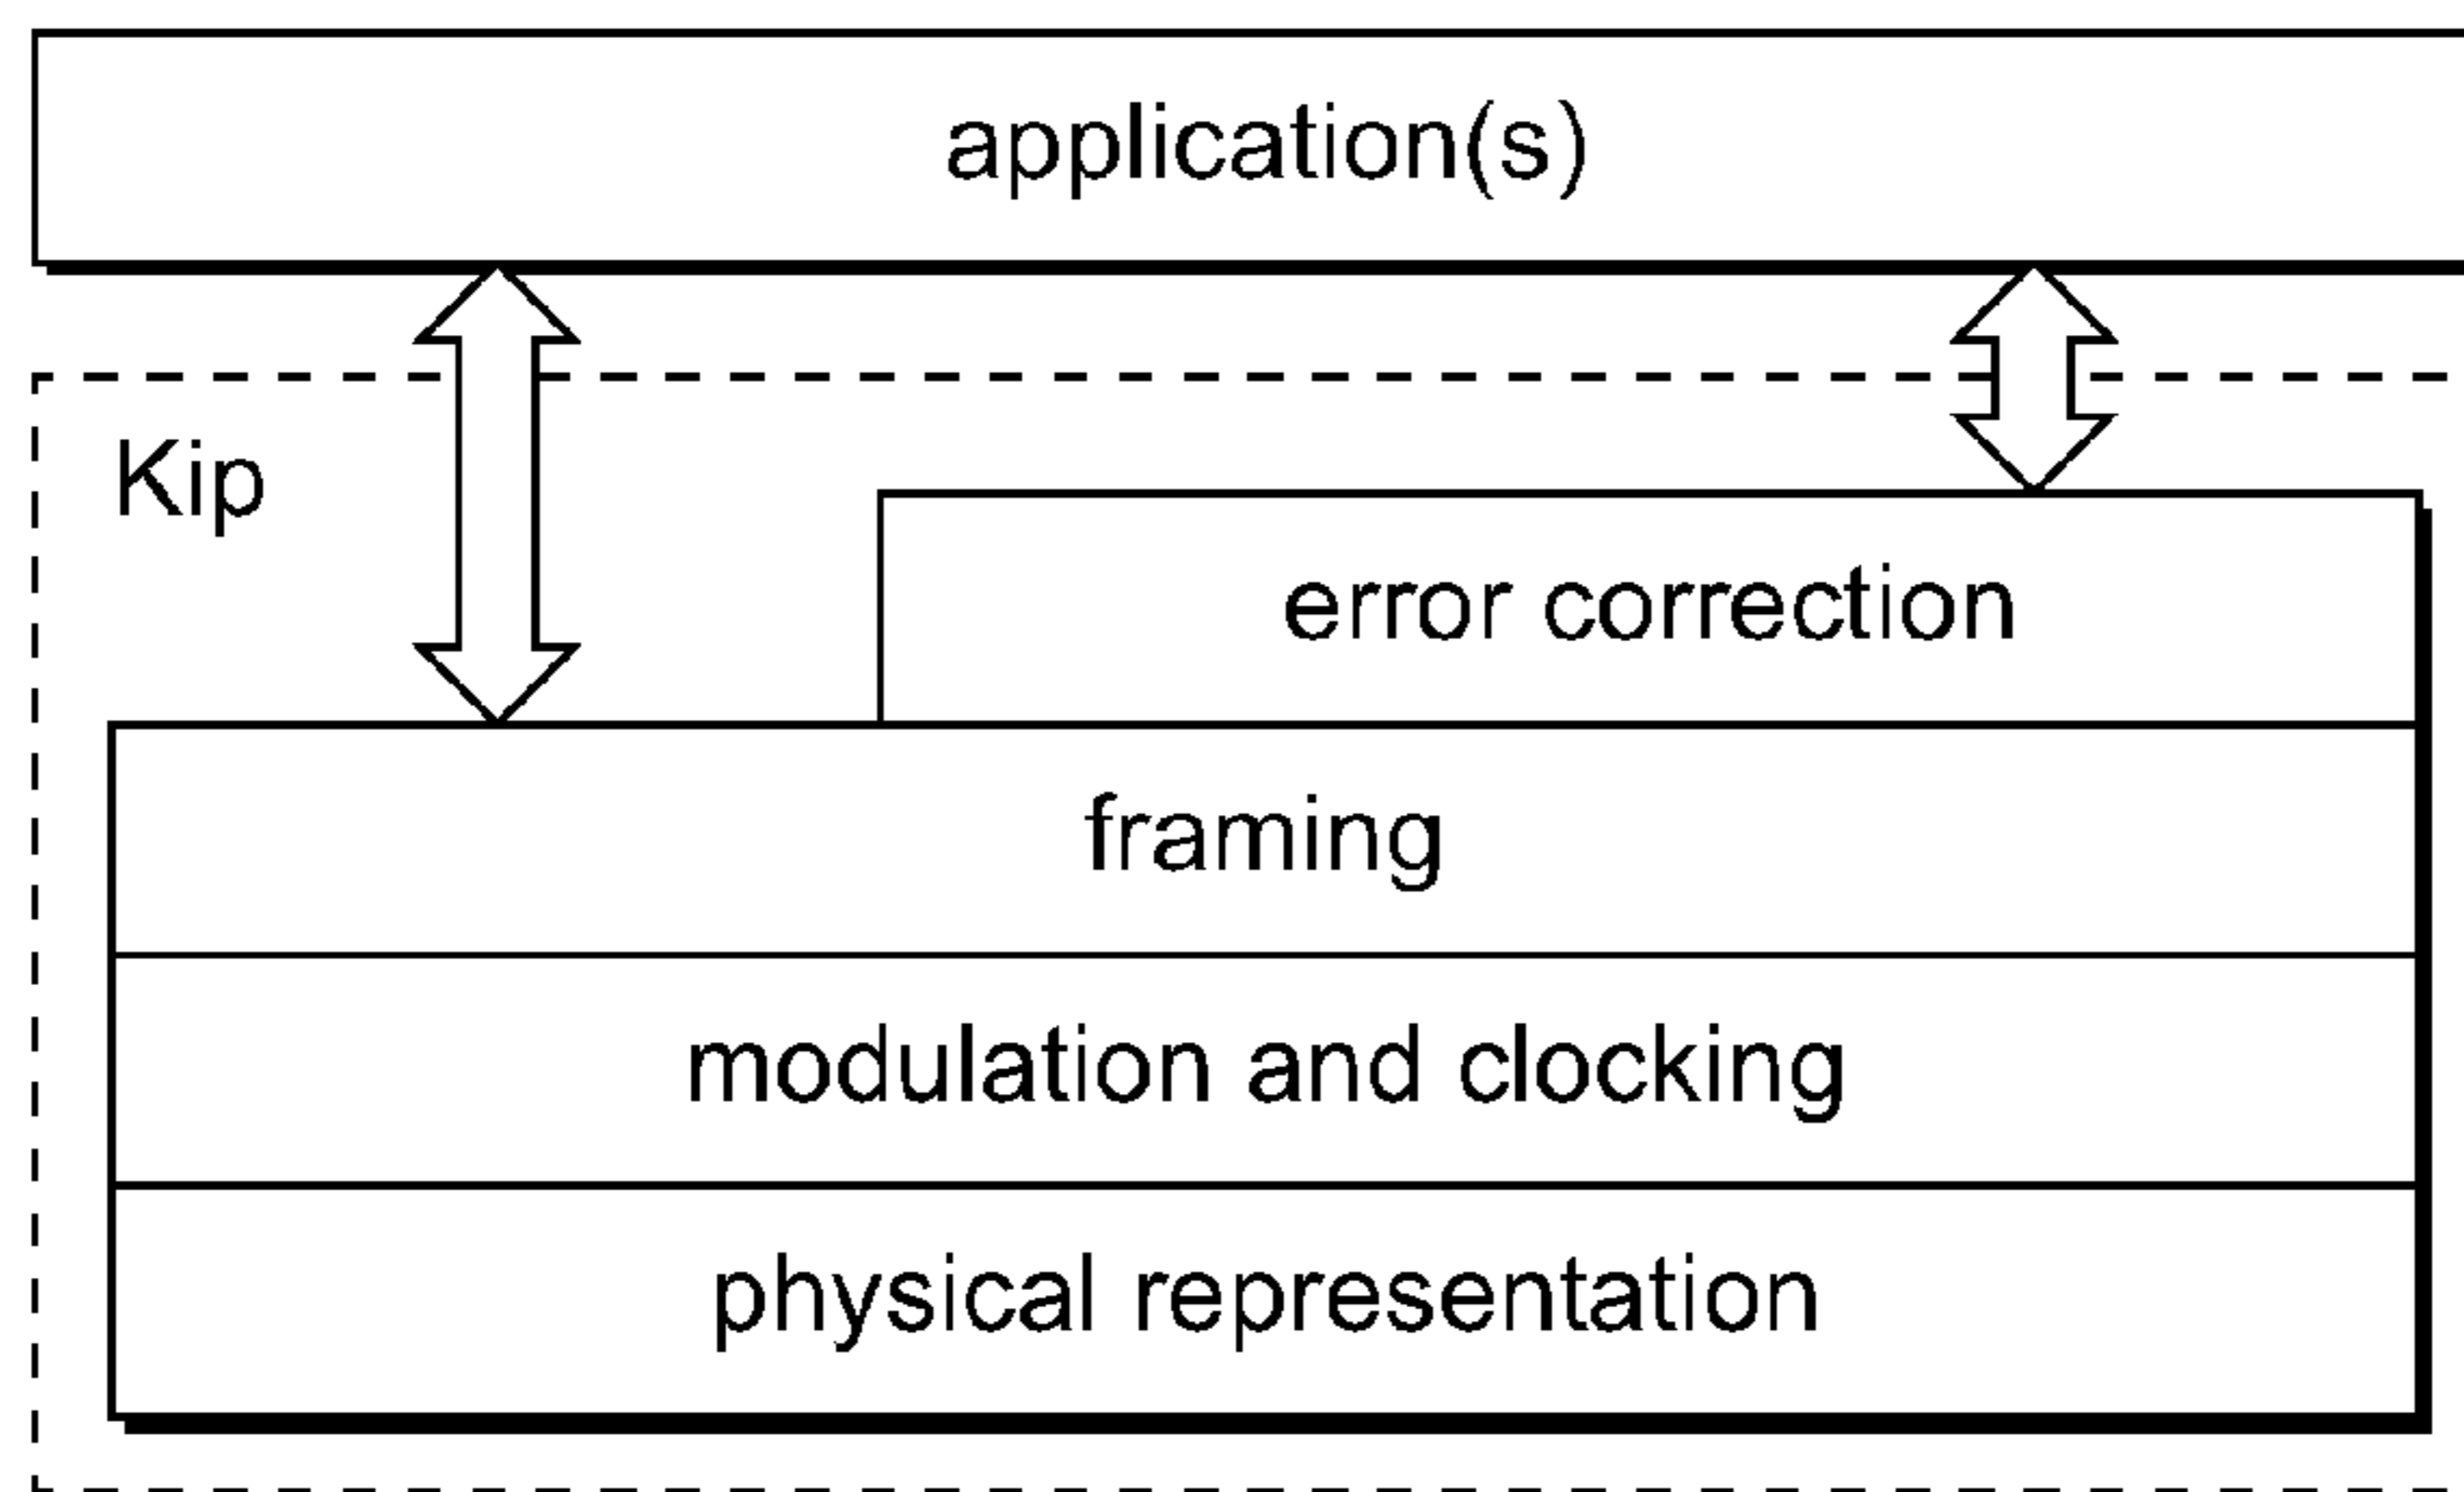 application(s)
Kip
error correction
framing
modulation and clocking
physical representation